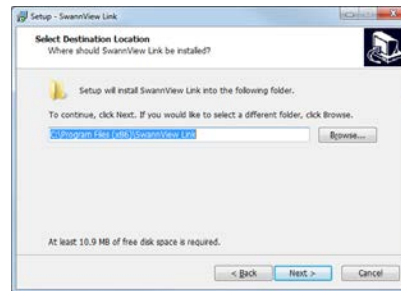 Setup - SwannView Link
Select Destination Location
Where should SwannView Link be installed?
Setup will install SwannView Link into the following folder.
To continue, click Next. If you would like to select a different folder, click Browse.
C:\Program Files (x86)\SwannView Link
Browse...
At least 10.9 MB of free disk space is required.
< Back
Next >
Cancel